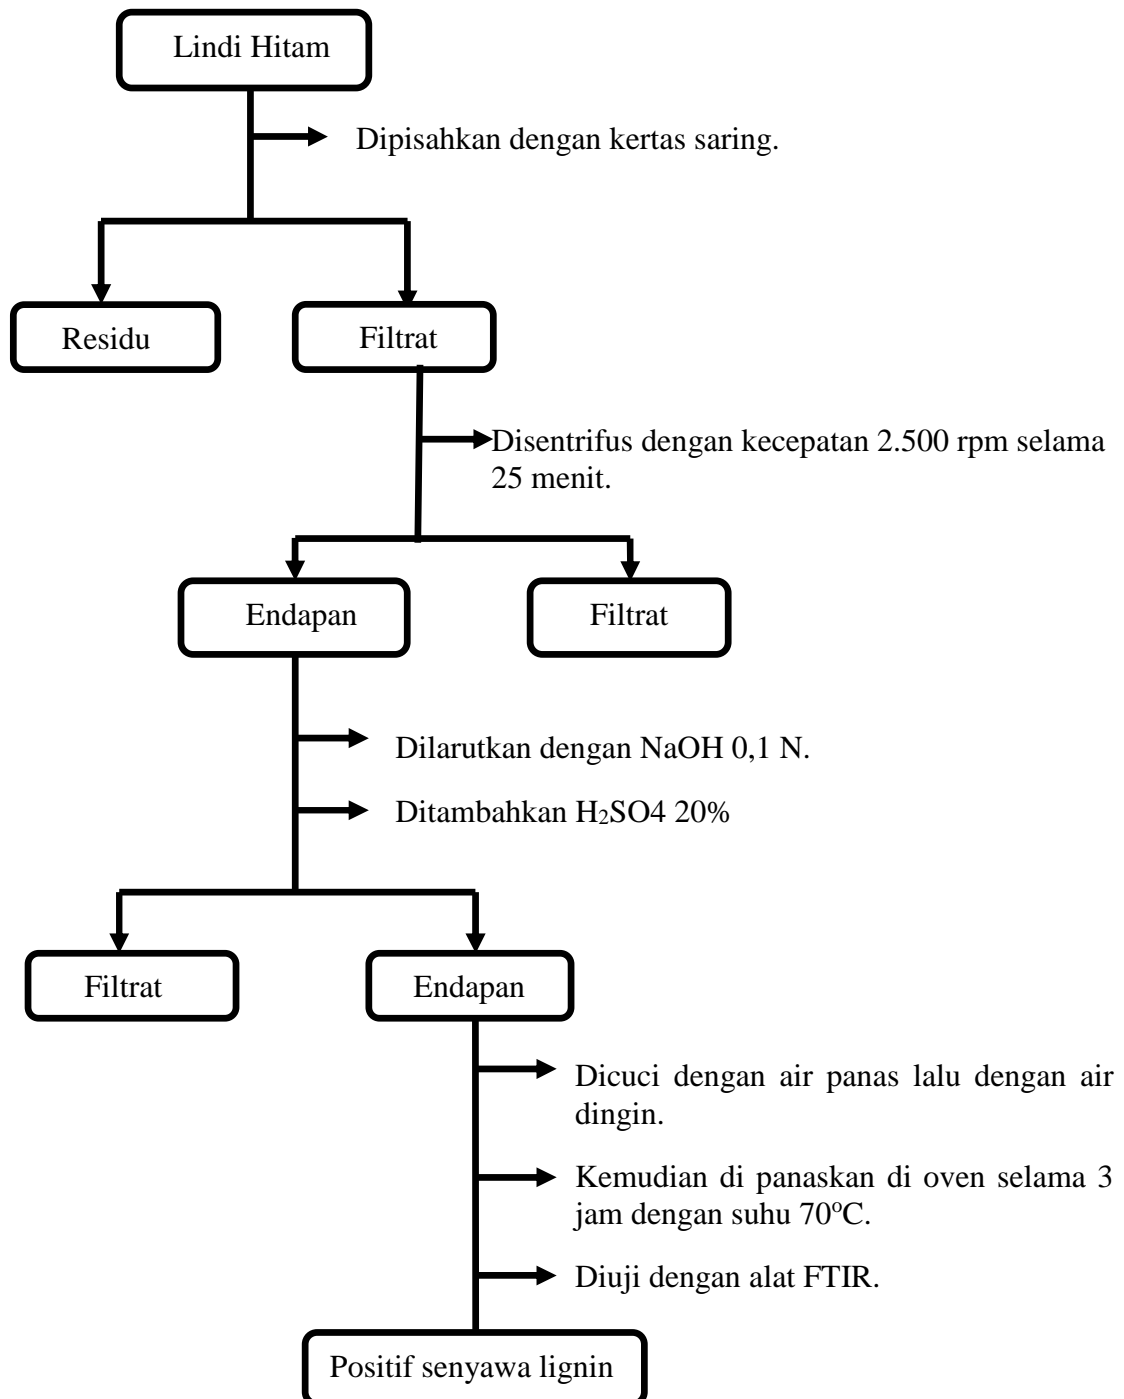 Lindi Hitam
Dipisahkan dengan kertas saring.
Residu
Filtrat
Disentrifus dengan kecepatan 2.500 rpm selama
25 menit.
Endapan
Filtrat
Dilarutkan dengan NaOH 0,1 N.
Ditambahkan H₂SO4 20%
Filtrat
Endapan
Dicuci dengan air panas lalu dengan air
dingin.
Kemudian di panaskan di oven selama 3
jam dengan suhu 70ᵒC.
Diuji dengan alat FTIR.
Positif senyawa lignin